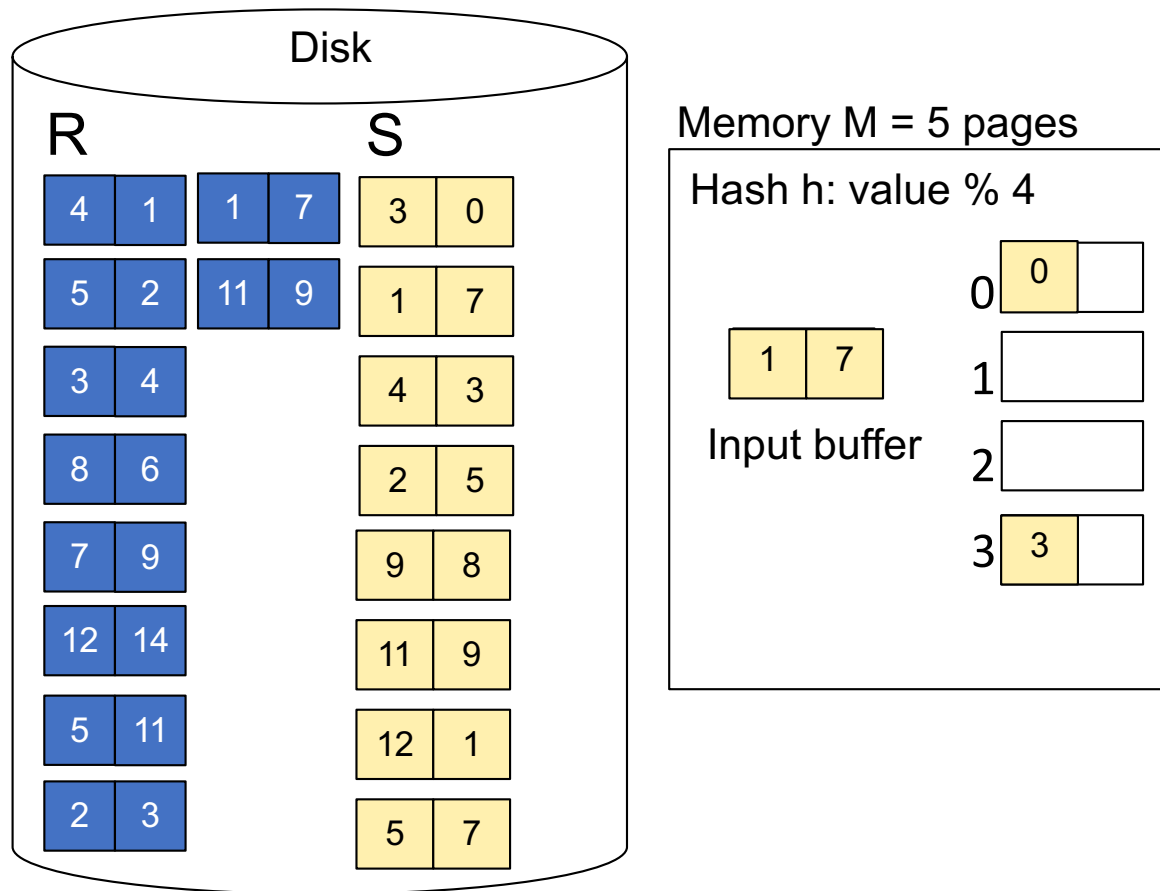 Disk
R S
4 1 1 7
5 2 11 9
3 4
8 6
7 9
12 14
5 11
2 3
3 0
1 7
4 3
2 5
9 8
11 9
12 1
5 7
Memory M = 5 pages
Hash h: value % 4
1 7
Input buffer
0 0
1
2
3 3